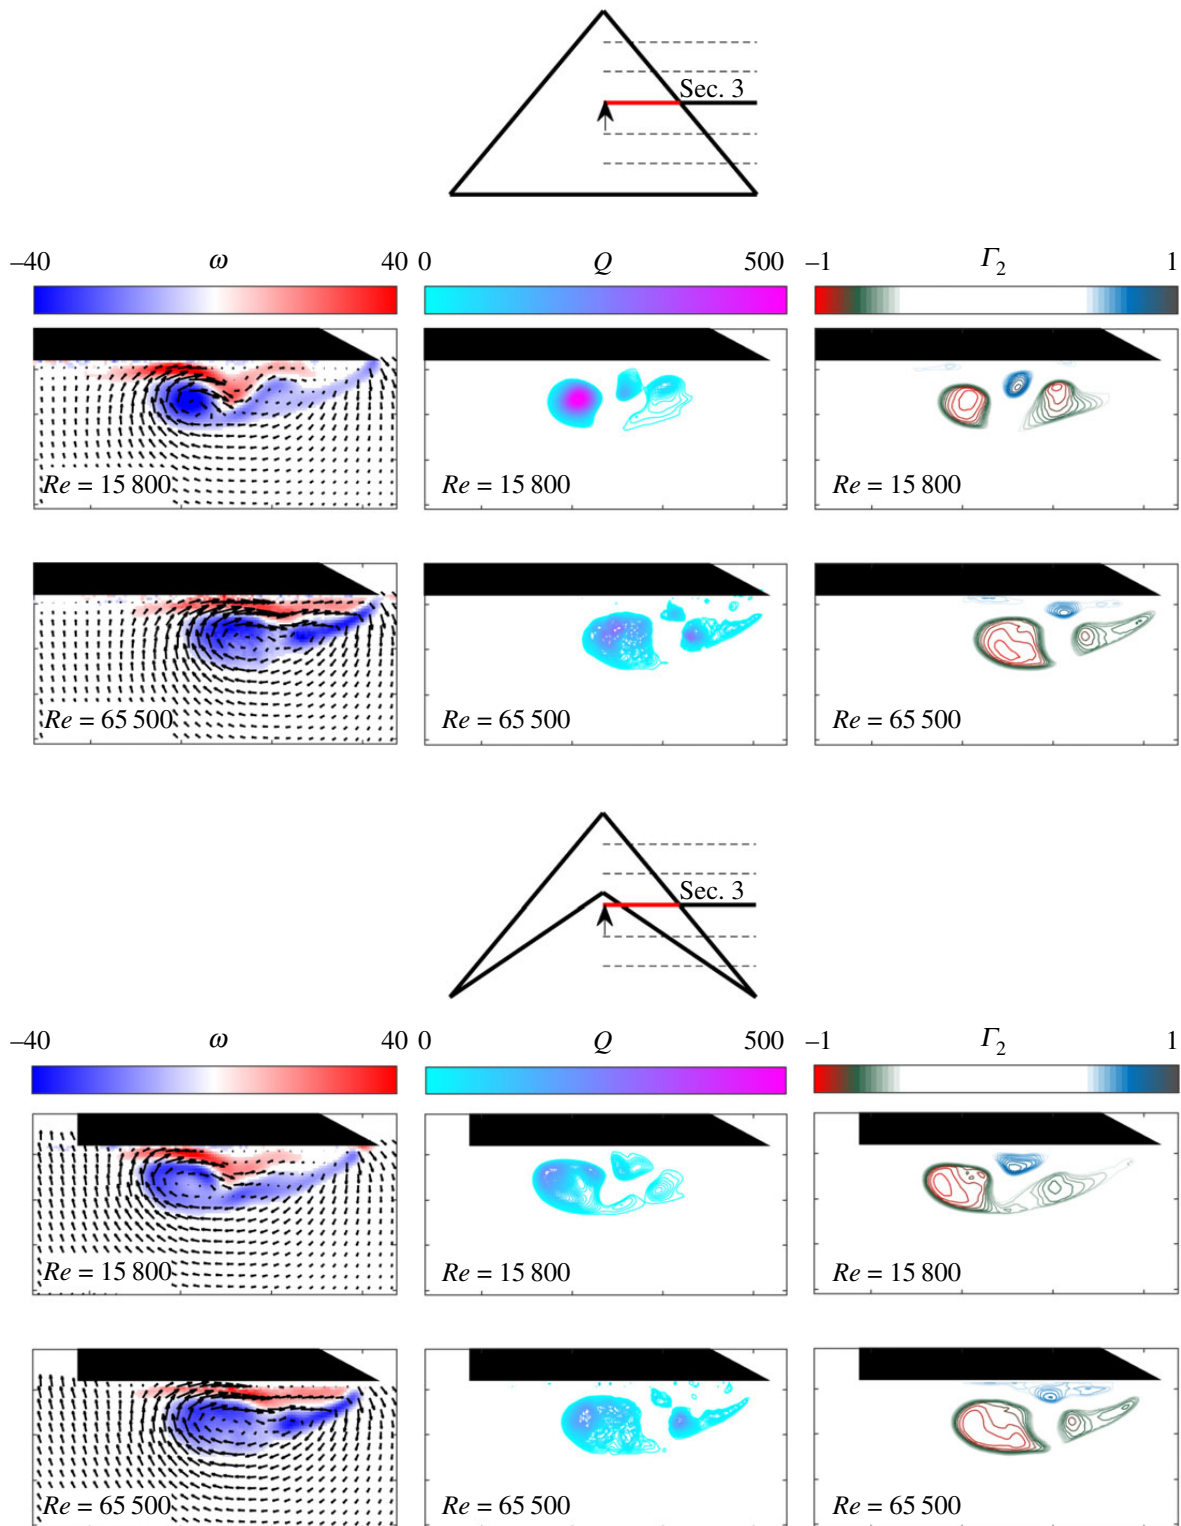 Sec. 3
–40 ω 40 0 Q 500 –1 Γ2 1
Re = 15 800 Re = 15 800 Re = 15 800
Re = 65 500 Re = 65 500 Re = 65 500
Sec. 3
–40 ω 40 0 Q 500 –1 Γ2 1
Re = 15 800 Re = 15 800 Re = 15 800
Re = 65 500 Re = 65 500 Re = 65 500